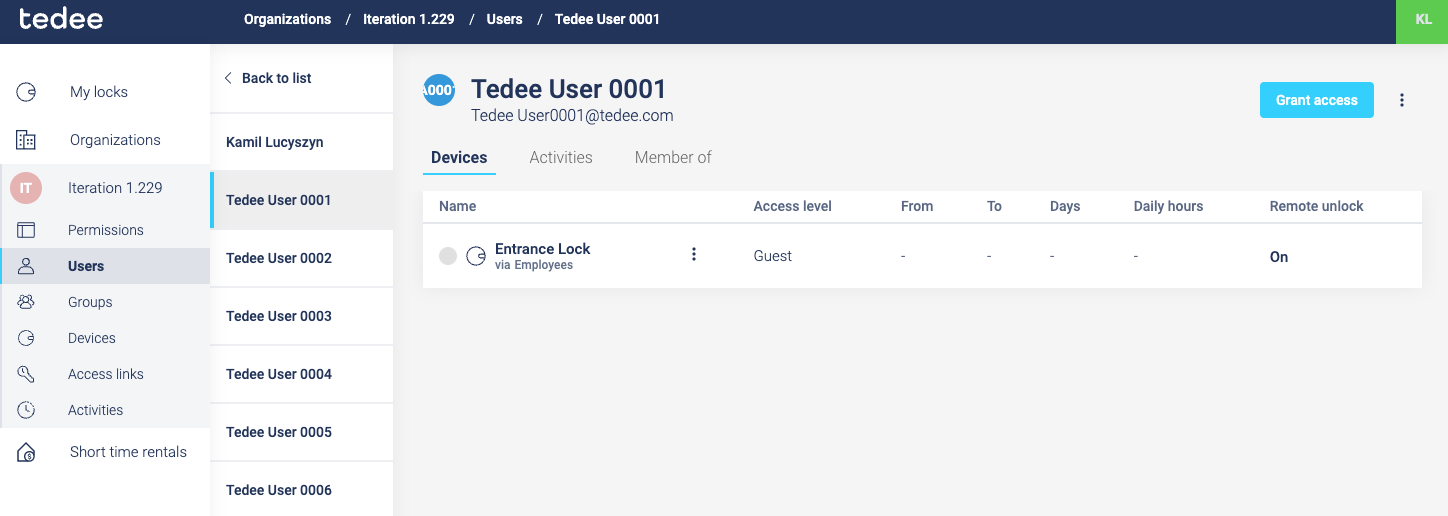 tedee
Organizations / Iteration 1.229 / Users / Tedee User 0001
KL
My locks
Organizations
IT
Iteration 1.229
Permissions
Users
Groups
Devices
Access links
Activities
Short time rentals
Back to list
Kamil Lucyszyn
Tedee User 0001
Tedee User 0002
Tedee User 0003
Tedee User 0004
Tedee User 0005
Tedee User 0006
Tedee User 0001
Tedee User0001@tedee.com
Grant access
Devices Activities Member of
Name Access level From To Days Daily hours Remote unlock
Entrance Lock Guest - - - - On
via Employees